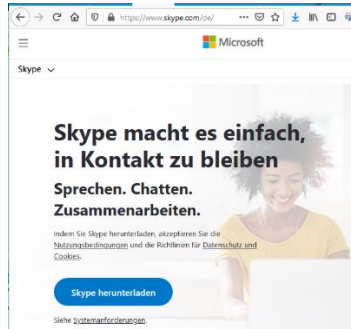 https://www.skype.com/de/
Microsoft
Skype
Skype macht es einfach,
in Kontakt zu bleiben
Sprechen. Chatten.
Zusammenarbeiten.
Indem Sie Skype herunterladen, akzeptieren Sie die
Nutzungsbedingungen und die Richtlinien für Datenschutz und
Cookies.
Skype herunterladen
Siehe Systemanforderungen.